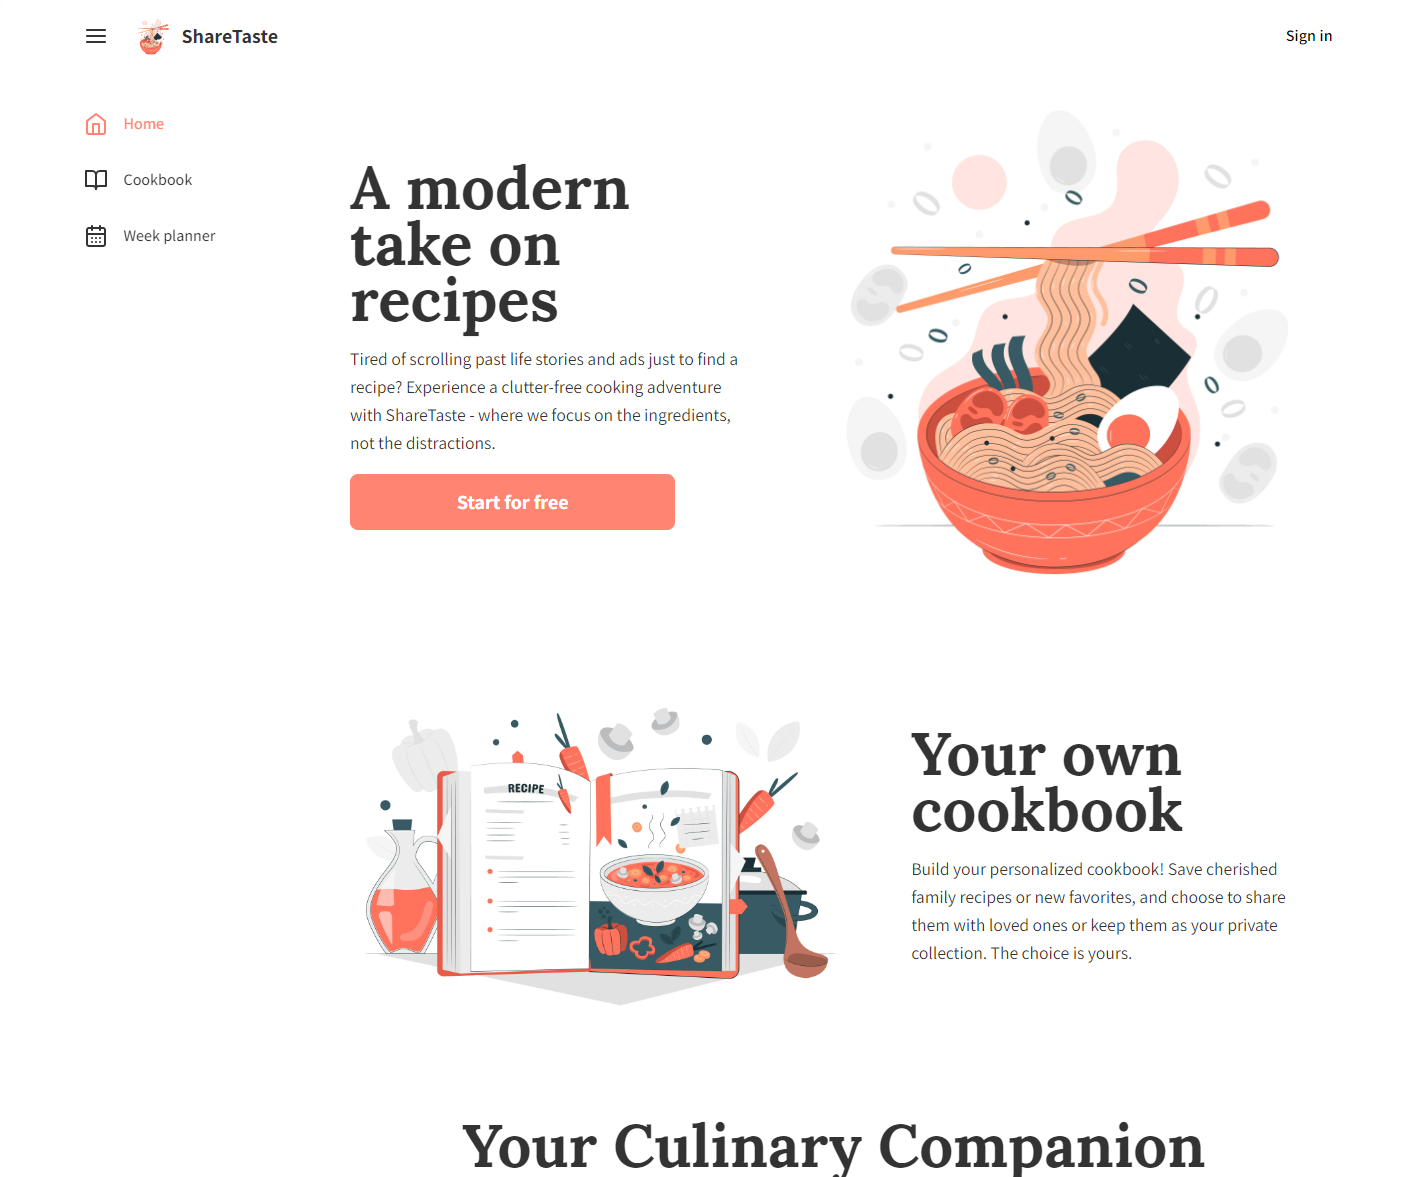 ShareTaste
Sign in
Home
Cookbook
Week planner
A modern
take on
recipes
Tired of scrolling past life stories and ads just to find a
recipe? Experience a clutter-free cooking adventure
with ShareTaste - where we focus on the ingredients,
not the distractions.
Start for free
RECIPE
Your own
cookbook
Build your personalized cookbook! Save cherished
family recipes or new favorites, and choose to share
them with loved ones or keep them as your private
collection. The choice is yours.
Your Culinary Companion